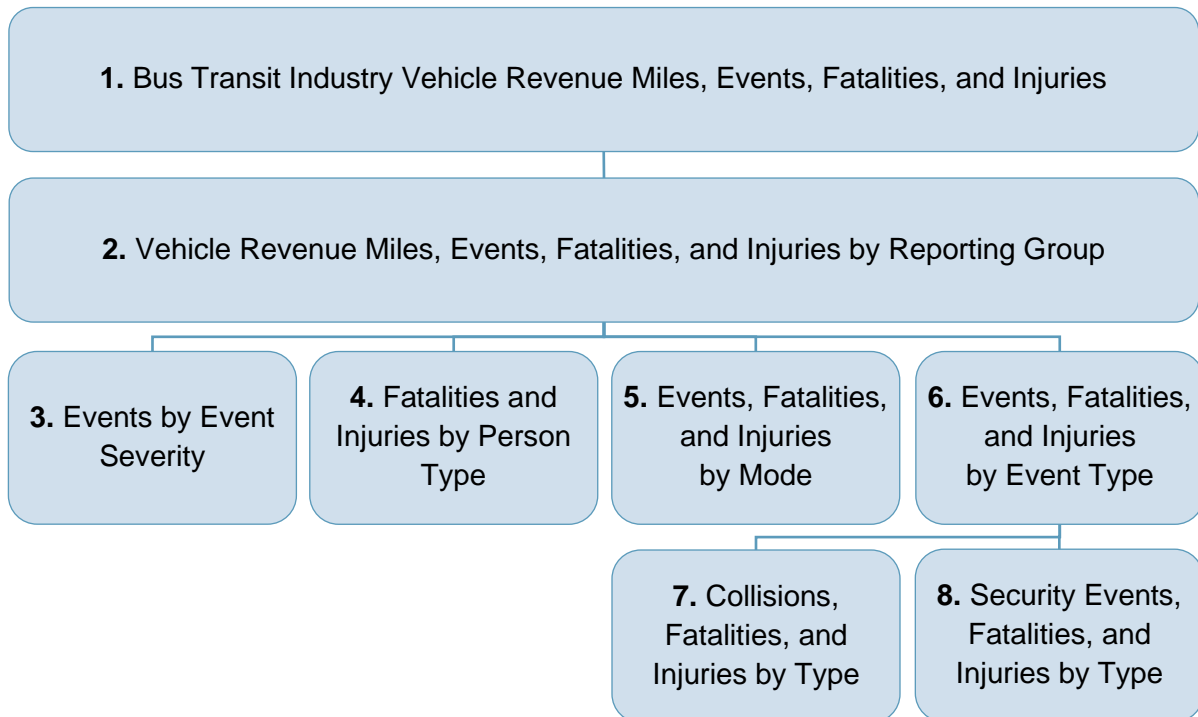 1. Bus Transit Industry Vehicle Revenue Miles, Events, Fatalities, and Injuries
2. Vehicle Revenue Miles, Events, Fatalities, and Injuries by Reporting Group
3. Events by Event
Severity
4. Fatalities and
Injuries by Person
Type
5. Events, Fatalities,
and Injuries
by Mode
6. Events, Fatalities,
and Injuries
by Event Type
7. Collisions,
Fatalities, and
Injuries by Type
8. Security Events,
Fatalities, and
Injuries by Type